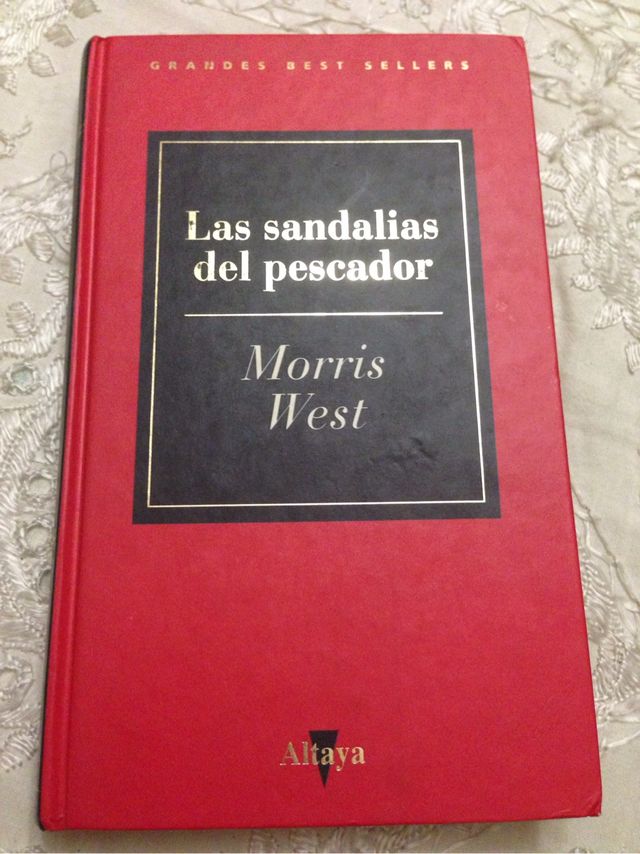 GRANDES BEST SELLERS
Las sandalias
del pescador
Morris
West
Altaya